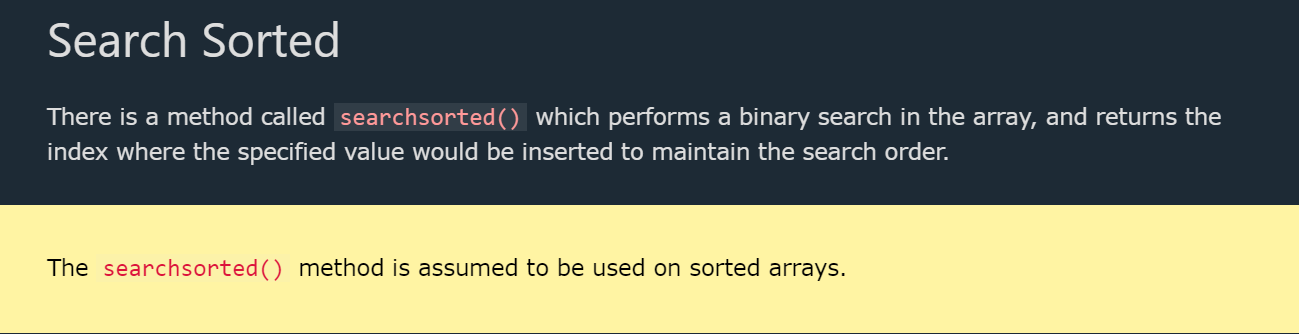 Search Sorted
There is a method called searchsorted() which performs a binary search in the array, and returns the
index where the specified value would be inserted to maintain the search order.
The searchsorted() method is assumed to be used on sorted arrays.